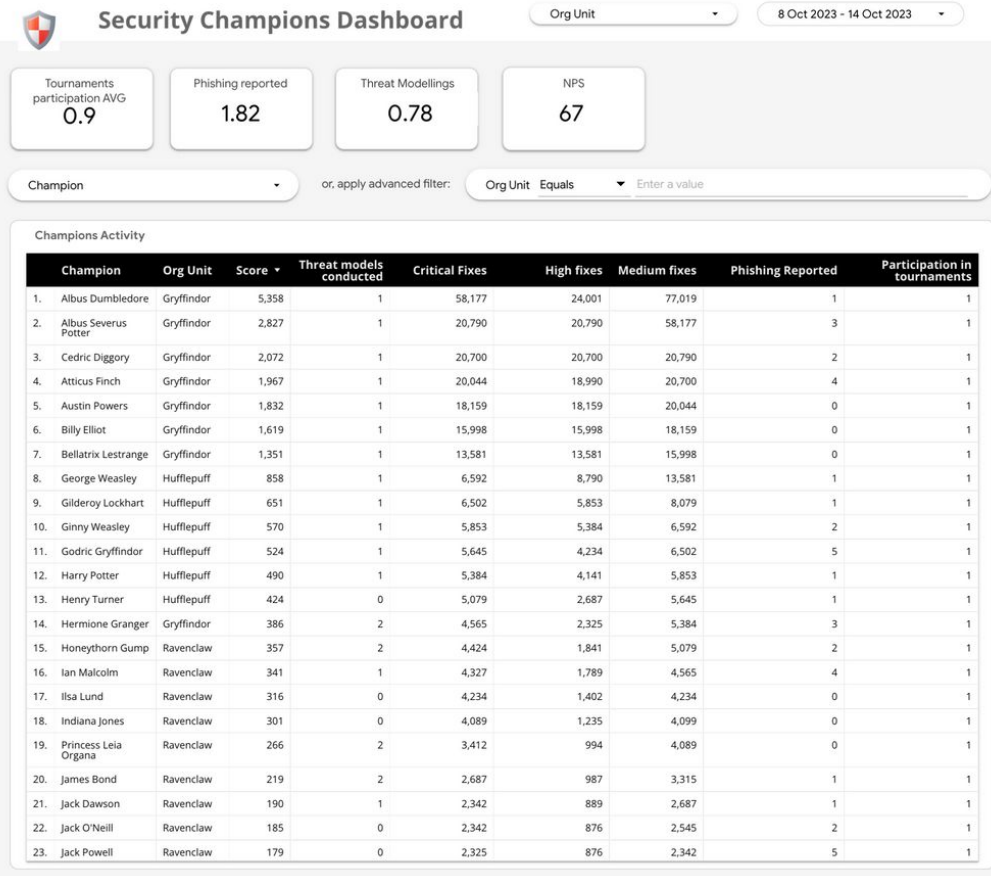 Security Champions Dashboard
Org Unit
8 Oct 2023 - 14 Oct 2023
Tournaments
participation AVG
0.9
Phishing reported
1.82
Threat Modellings
0.78
NPS
67
Champion
or, apply advanced filter:
Org Unit Equals Enter a value
Champions Activity
Champion Org Unit Score Threat models conducted Critical Fixes High fixes Medium fixes Phishing Reported Participation in tournaments
1. Albus Dumbledore Gryffindor 5,358 1 58,177 24,001 77,019 1 1
2. Albus Severus Potter Gryffindor 2,827 1 20,790 20,790 58,177 3 1
3. Cedric Diggory Gryffindor 2,072 1 20,700 20,700 20,790 2 1
4. Atticus Finch Gryffindor 1,967 1 20,044 18,990 20,700 4 1
5. Austin Powers Gryffindor 1,832 1 18,159 18,159 20,044 0 1
6. Billy Elliot Gryffindor 1,619 1 15,998 15,998 18,159 0 1
7. Bellatrix Lestrange Gryffindor 1,351 1 13,581 13,581 15,998 0 1
8. George Weasley Hufflepuff 858 1 6,592 8,790 13,581 1 1
9. Gilderoy Lockhart Hufflepuff 651 1 6,502 5,853 8,079 1 1
10. Ginny Weasley Hufflepuff 570 1 5,853 5,384 6,592 2 1
11. Godric Gryffindor Hufflepuff 524 1 5,645 4,234 6,502 5 1
12. Harry Potter Hufflepuff 490 1 5,384 4,141 5,853 1 1
13. Henry Turner Hufflepuff 424 0 5,079 2,687 5,645 1 1
14. Hermione Granger Gryffindor 386 2 4,565 2,325 5,384 3 1
15. Honeythorn Gump Ravenclaw 357 2 4,424 1,841 5,079 2 1
16. Ian Malcolm Ravenclaw 341 1 4,327 1,789 4,565 4 1
17. Ilsa Lund Ravenclaw 316 0 4,234 1,402 4,234 0 1
18. Indiana Jones Ravenclaw 301 0 4,089 1,235 4,099 0 1
19. Princess Leia Organa Ravenclaw 266 2 3,412 994 4,089 0 1
20. James Bond Ravenclaw 219 2 2,687 987 3,315 1 1
21. Jack Dawson Ravenclaw 190 1 2,342 889 2,687 1 1
22. Jack O'Neill Ravenclaw 185 0 2,342 876 2,545 2 1
23. Jack Powell Ravenclaw 179 0 2,325 876 2,342 5 1